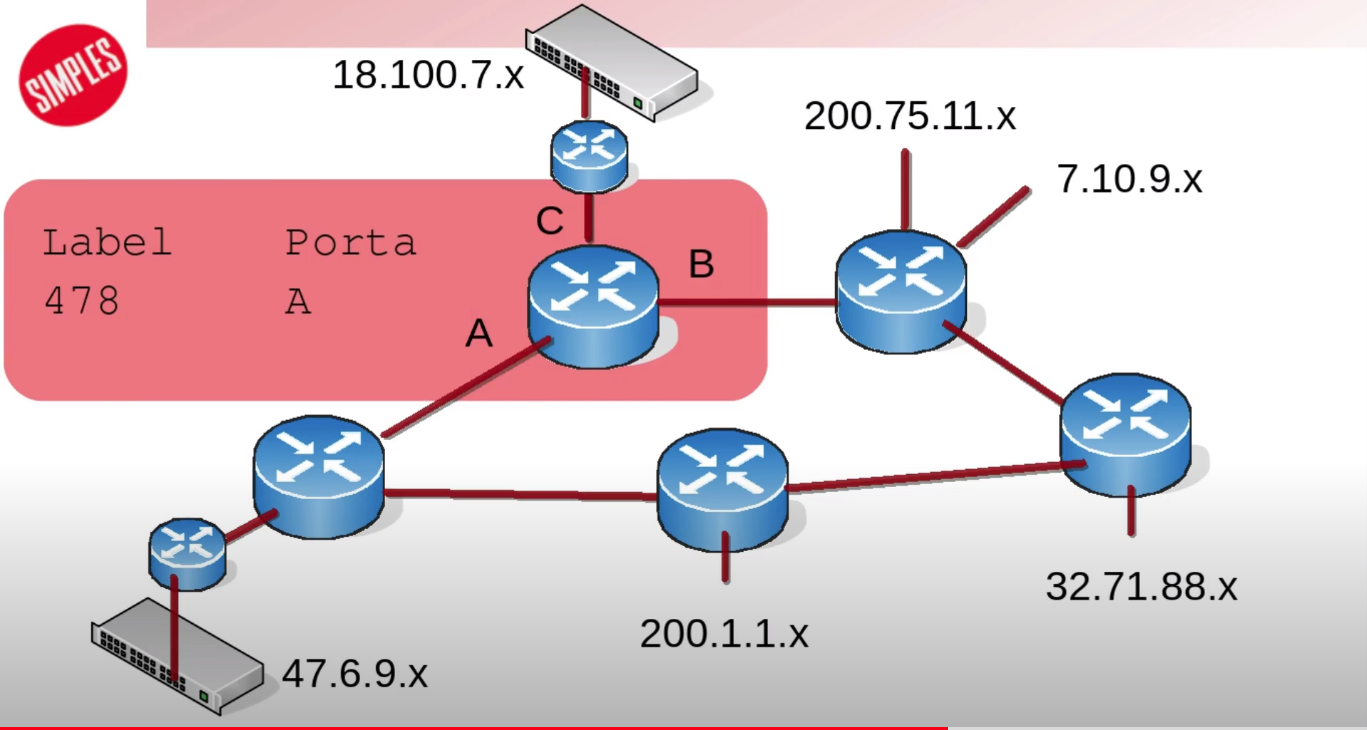 SIMPLES
18.100.7.x
200.75.11.x
7.10.9.x
C
Label Porta
B
478 A
A
32.71.88.x
200.1.1.x
47.6.9.x